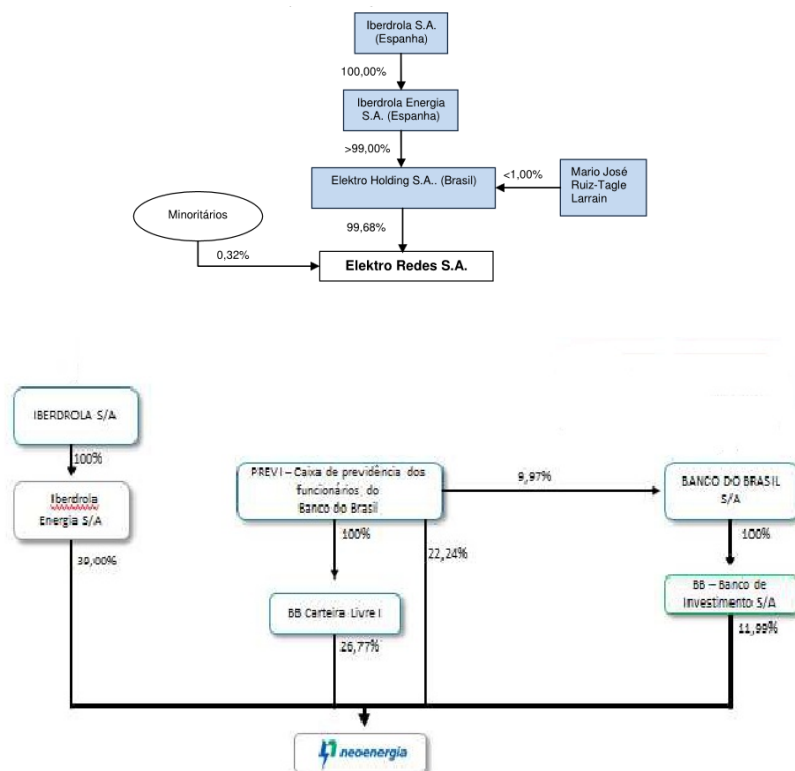 Iberdrola S.A.
(Espanha)
100,00%
Iberdrola Energia
S.A. (Espanha)
>99,00%
Elektro Holding S.A.. (Brasil)
<1,00%
Mario José
Ruiz-Tagle
Larrain
Minoritários
99,68%
0,32%
Elektro Redes S.A.
IBERDROLA S/A
100%
Iberdrola
Energia S/A
39,00%
PREVI – Caixa de previdência dos
funcionários do
Banco do Brasil
9,97%
BANCO DO BRASIL
S/A
100%
22,24%
100%
BB Carteira Livre I
26,77%
BB – Banco de
Investimento S/A
11,99%
neoenergia